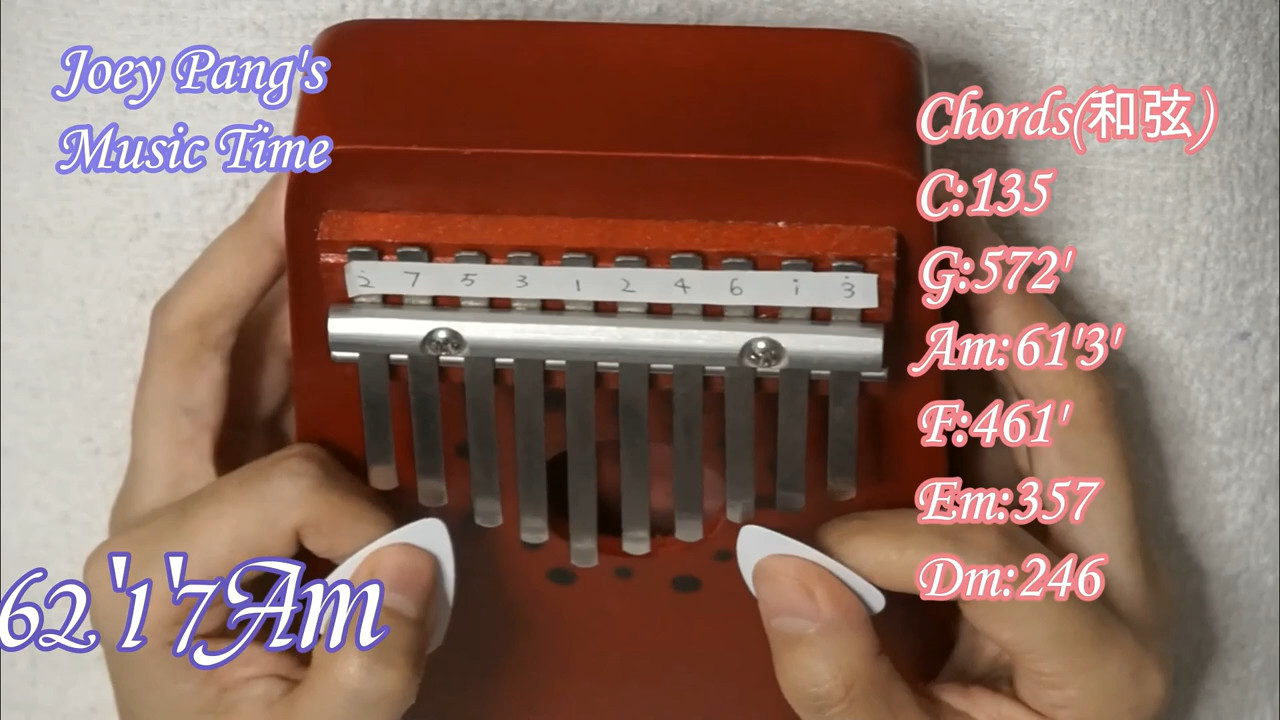 Joey Pang's
Music Time
Chords(和弦)
C:135
G:572'
Am:61'3'
F:461'
Em:357
Dm:246
2̇ 7 5 3 1 2 4 6 i 3̇
62'1'7Am